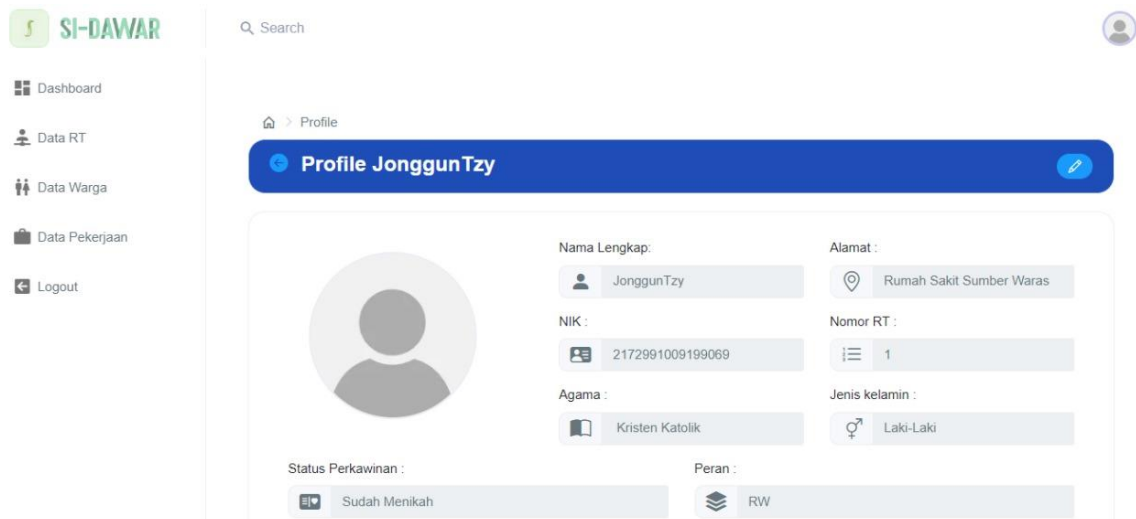 S SI-DAWAR
Search
Dashboard
Data RT
Data Warga
Data Pekerjaan
Logout
Profile
Profile JonggunTzy
Nama Lengkap:
JonggunTzy
Alamat :
Rumah Sakit Sumber Waras
NIK :
2172991009199069
Nomor RT :
1
Agama :
Kristen Katolik
Jenis kelamin :
Laki-Laki
Status Perkawinan :
Sudah Menikah
Peran :
RW